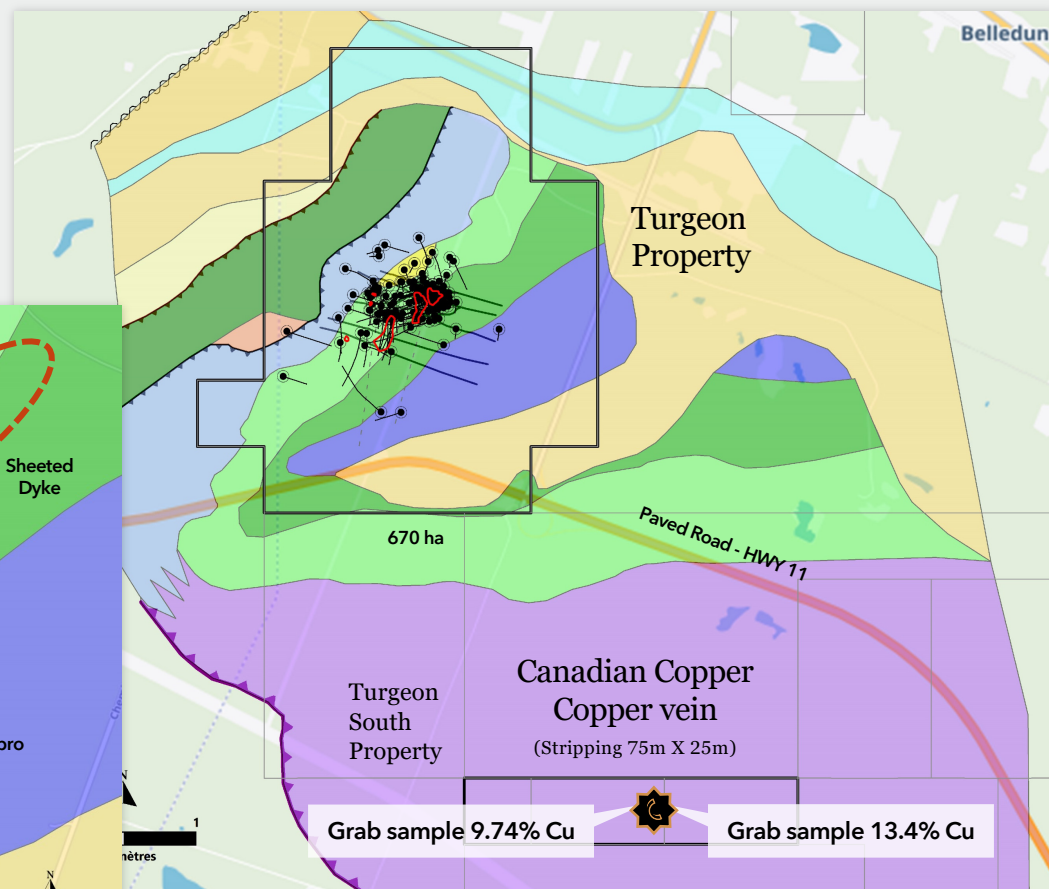 Belledun
Turgeon
Property
Sheeted
Dyke
670 ha
Paved Road - HWY 11
Canadian Copper
Copper vein
(Stripping 75m X 25m)
Turgeon
South
Property
bro
N
1
mètres
Grab sample 9.74% Cu
Grab sample 13.4% Cu
N